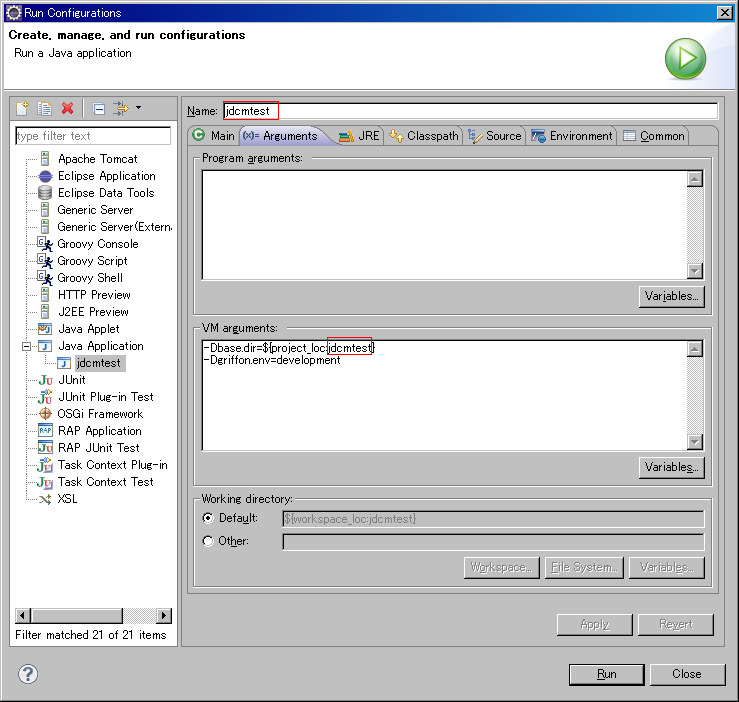 Run Configurations
Create, manage, and run configurations
Run a Java application
type filter text
Apache Tomcat
Eclipse Application
Eclipse Data Tools
Generic Server
Generic Server(Extern
Groovy Console
Groovy Script
Groovy Shell
HTTP Preview
J2EE Preview
Java Applet
Java Application
jdcmtest
JUnit
JUnit Plug-in Test
OSGi Framework
RAP Application
RAP JUnit Test
Task Context Plug-in
Task Context Test
XSL
Filter matched 21 of 21 items
Name: jdcmtest
Main (x)= Arguments JRE Classpath Source Environment Common
Program arguments:
Variables...
VM arguments:
-Dbase.dir=${project_loc:jdcmtest}
-Dgriffon.env=development
Variables...
Working directory:
Default: ${workspace_loc:jdcmtest}
Other:
Workspace... File System... Variables...
Apply Revert
? Run Close